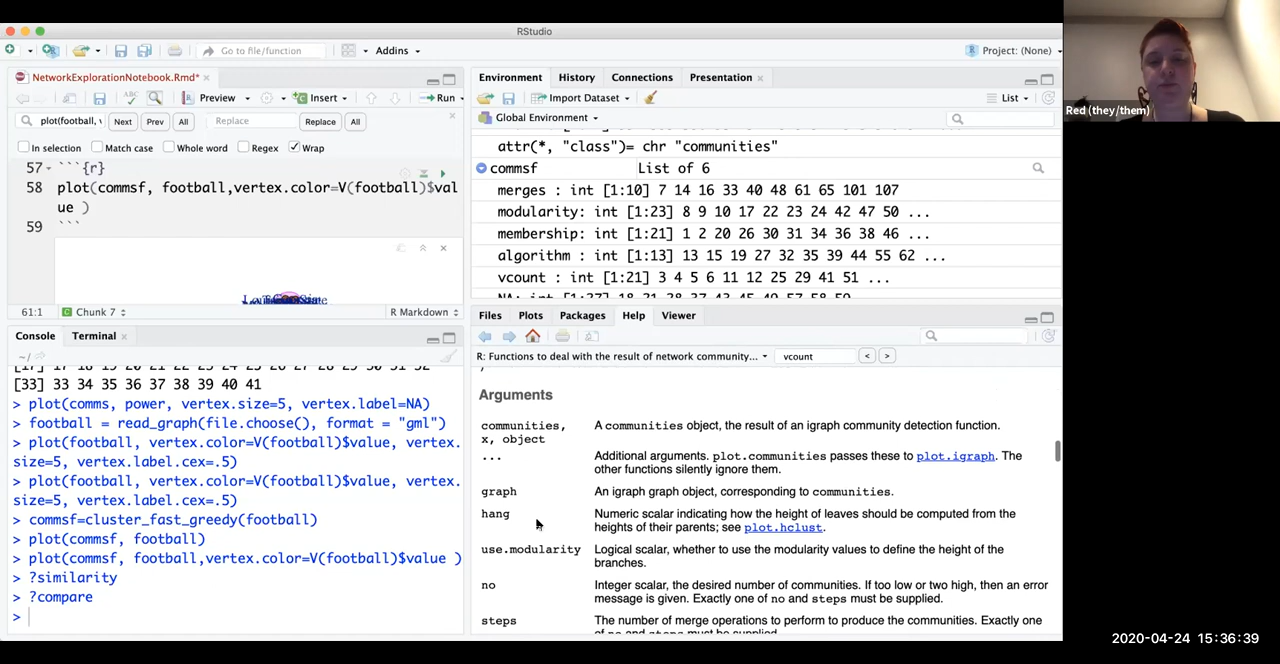 RStudio
Go to file/function
Addins
Project: (None)
NetworkExplorationNotebook.Rmd*
Preview
Insert
Run
plot(football, v
Next
Prev
All
Replace
Replace
All
In selection
Match case
Whole word
Regex
Wrap
57 ```{r}
58 plot(commsf, football,vertex.color=V(football)$val
ue )
59 ```
61:1
Chunk 7
R Markdown
Console
Terminal
~/
[33] 33 34 35 36 37 38 39 40 41
> plot(comms, power, vertex.size=5, vertex.label=NA)
> football = read_graph(file.choose(), format = "gml")
> plot(football, vertex.color=V(football)$value, vertex.
size=5, vertex.label.cex=.5)
> plot(football, vertex.color=V(football)$value, vertex.
size=5, vertex.label.cex=.5)
> commsf=cluster_fast_greedy(football)
> plot(commsf, football)
> plot(commsf, football,vertex.color=V(football)$value )
> ?similarity
> ?compare
>
Environment
History
Connections
Presentation
Import Dataset
List
Global Environment
attr(*, "class")= chr "communities"
commsf List of 6
merges : int [1:10] 7 14 16 33 40 48 61 65 101 107
modularity: int [1:23] 8 9 10 17 22 23 24 42 47 50 ...
membership: int [1:21] 1 2 20 26 30 31 34 36 38 46 ...
algorithm : int [1:13] 13 15 19 27 32 35 39 44 55 62 ...
vcount : int [1:21] 3 4 5 6 11 12 25 29 41 51 ...
Files
Plots
Packages
Help
Viewer
R: Functions to deal with the result of network community...
vcount
<
>
Arguments
communities,
x, object
A communities object, the result of an igraph community detection function.
...
Additional arguments. plot.communities passes these to plot.igraph. The
other functions silently ignore them.
graph
An igraph graph object, corresponding to communities.
hang
Numeric scalar indicating how the height of leaves should be computed from the
heights of their parents; see plot.hclust.
use.modularity
Logical scalar, whether to use the modularity values to define the height of the
branches.
no
Integer scalar, the desired number of communities. If too low or two high, then an error
message is given. Exactly one of no and steps must be supplied.
steps
The number of merge operations to perform to produce the communities. Exactly one
of no and steps must be supplied.
Red (they/them)
2020-04-24 15:36:39